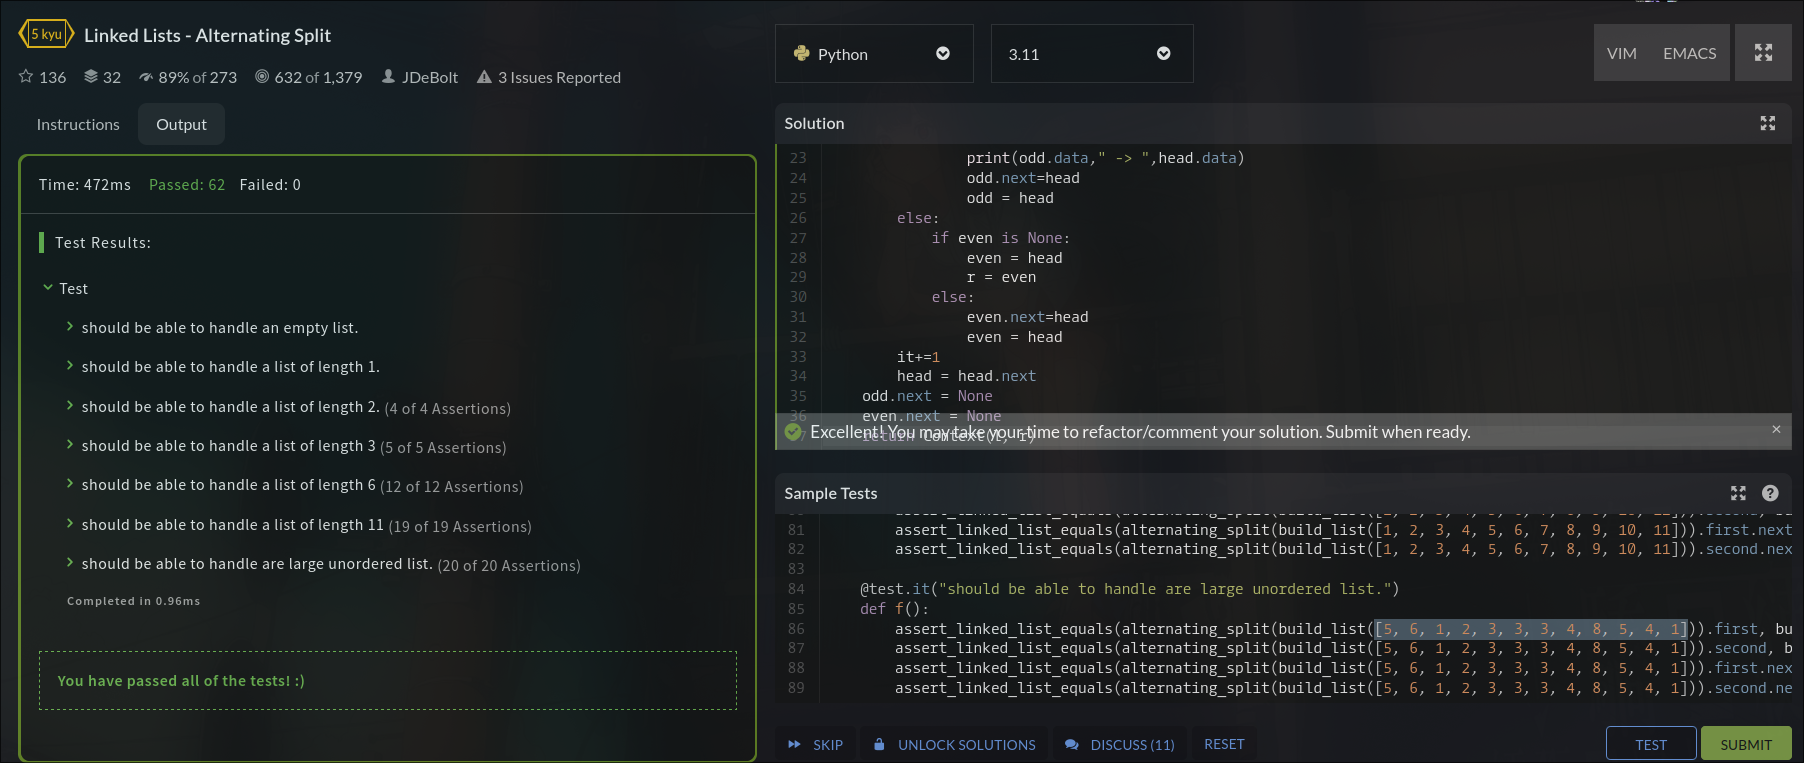 5 kyu Linked Lists - Alternating Split
136 32 89% of 273 632 of 1,379 JDeBolt 3 Issues Reported
Instructions Output
Time: 472ms Passed: 62 Failed: 0
Test Results:
Test
should be able to handle an empty list.
should be able to handle a list of length 1.
should be able to handle a list of length 2. (4 of 4 Assertions)
should be able to handle a list of length 3 (5 of 5 Assertions)
should be able to handle a list of length 6 (12 of 12 Assertions)
should be able to handle a list of length 11 (19 of 19 Assertions)
should be able to handle are large unordered list. (20 of 20 Assertions)
Completed in 0.96ms
You have passed all of the tests! :)
Python 3.11 VIM EMACS
Solution
23 print(odd.data," -> ",head.data)
24 odd.next=head
25 odd = head
26 else:
27 if even is None:
28 even = head
29 r = even
30 else:
31 even.next=head
32 even = head
33 it+=1
34 head = head.next
35 odd.next = None
36 even.next = None
Excellent! You may take your time to refactor/comment your solution. Submit when ready.
Sample Tests
81 assert_linked_list_equals(alternating_split(build_list([1, 2, 3, 4, 5, 6, 7, 8, 9, 10, 11])).first.next
82 assert_linked_list_equals(alternating_split(build_list([1, 2, 3, 4, 5, 6, 7, 8, 9, 10, 11])).second.nex
83
84 @test.it("should be able to handle are large unordered list.")
85 def f():
86 assert_linked_list_equals(alternating_split(build_list([5, 6, 1, 2, 3, 3, 3, 4, 8, 5, 4, 1])).first, bu
87 assert_linked_list_equals(alternating_split(build_list([5, 6, 1, 2, 3, 3, 3, 4, 8, 5, 4, 1])).second, b
88 assert_linked_list_equals(alternating_split(build_list([5, 6, 1, 2, 3, 3, 3, 4, 8, 5, 4, 1])).first.nex
89 assert_linked_list_equals(alternating_split(build_list([5, 6, 1, 2, 3, 3, 3, 4, 8, 5, 4, 1])).second.ne
SKIP UNLOCK SOLUTIONS DISCUSS (11) RESET TEST SUBMIT